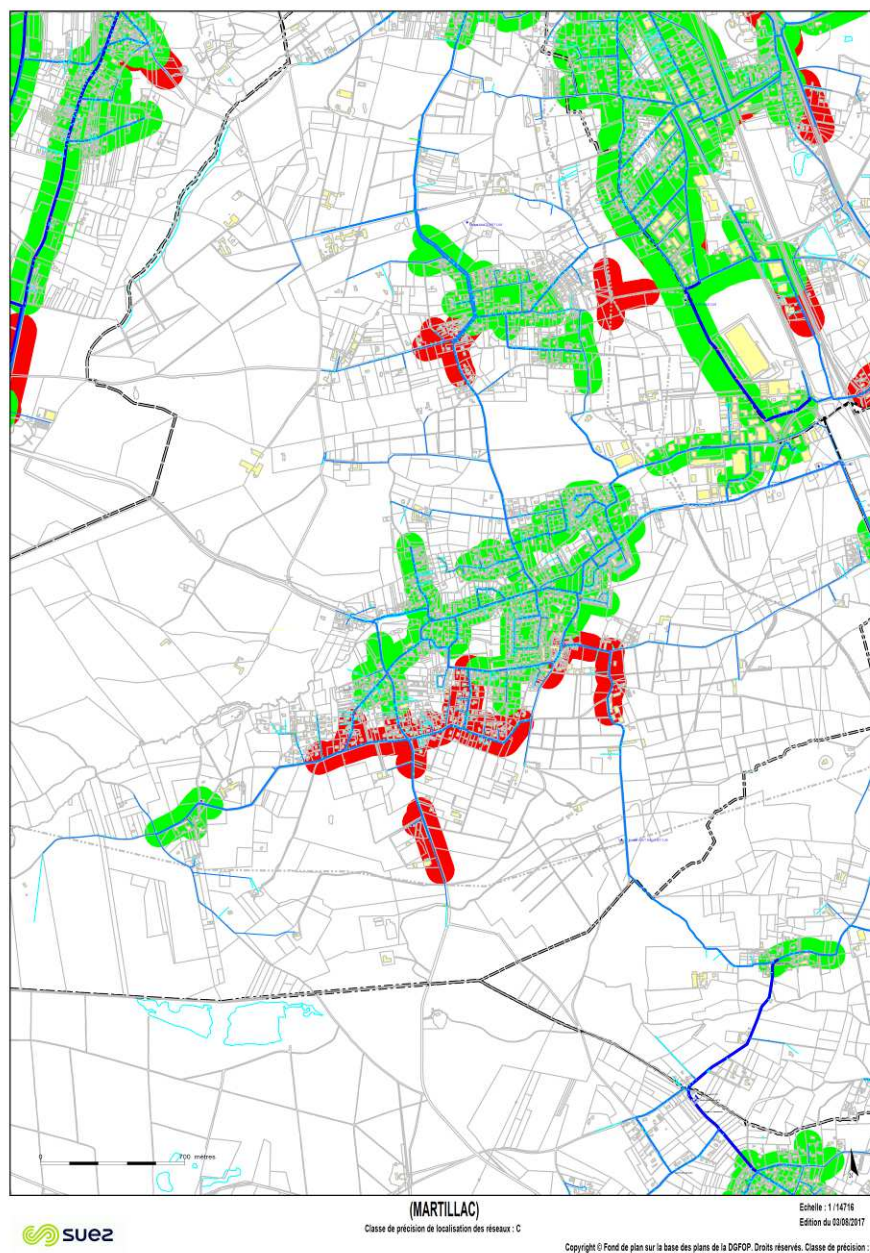 0 700 mètres
(MARTILLAC)
Classe de précision de localisation des réseaux : C
Echelle : 1 /14716
Edition du 03/08/2017
suez
Copyright © Fond de plan sur la base des plans de la DGFOP. Droits réservés. Classe de précision :